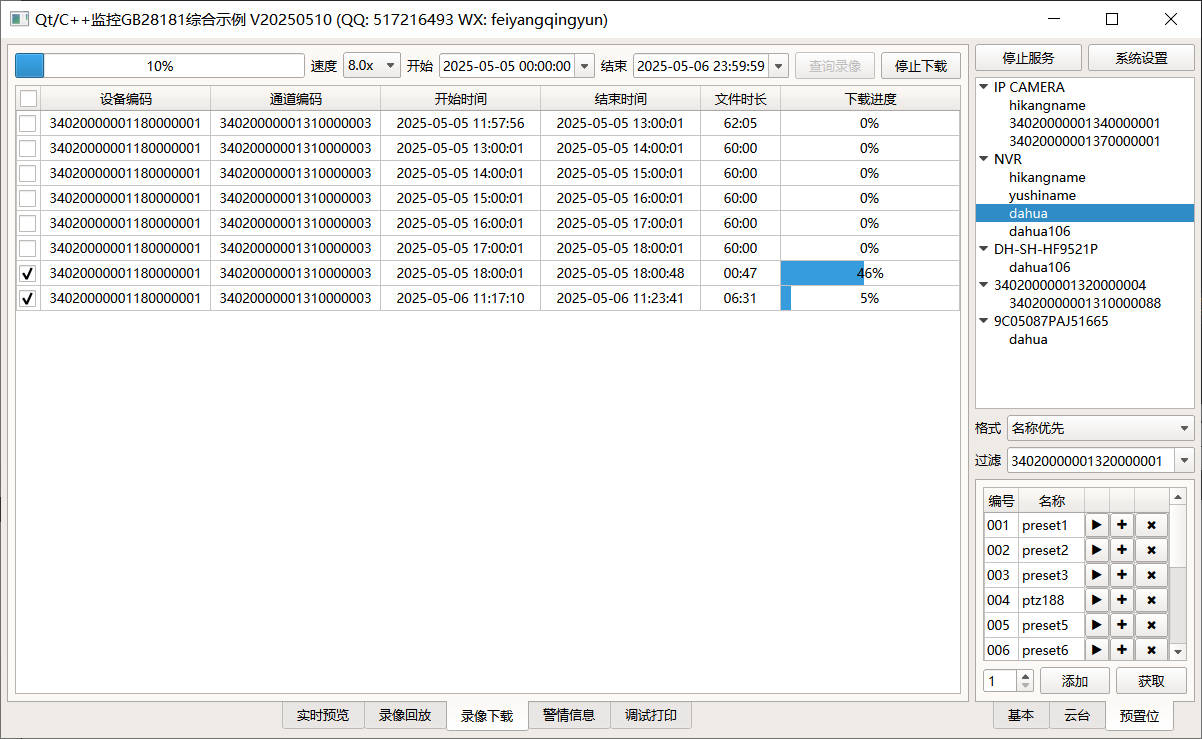 Qt/C++监控GB28181综合示例 V20250510 (QQ: 517216493 WX: feiyangqingyun)
10% 速度 8.0x 开始 2025-05-05 00:00:00 结束 2025-05-06 23:59:59 查询录像 停止下载
设备编码 通道编码 开始时间 结束时间 文件时长 下载进度
34020000001180000001 34020000001310000003 2025-05-05 11:57:56 2025-05-05 13:00:01 62:05 0%
34020000001180000001 34020000001310000003 2025-05-05 13:00:01 2025-05-05 14:00:01 60:00 0%
34020000001180000001 34020000001310000003 2025-05-05 14:00:01 2025-05-05 15:00:01 60:00 0%
34020000001180000001 34020000001310000003 2025-05-05 15:00:01 2025-05-05 16:00:01 60:00 0%
34020000001180000001 34020000001310000003 2025-05-05 16:00:01 2025-05-05 17:00:01 60:00 0%
34020000001180000001 34020000001310000003 2025-05-05 17:00:01 2025-05-05 18:00:01 60:00 0%
34020000001180000001 34020000001310000003 2025-05-05 18:00:01 2025-05-05 18:00:48 00:47 46%
34020000001180000001 34020000001310000003 2025-05-06 11:17:10 2025-05-06 11:23:41 06:31 5%
实时预览 录像回放 录像下载 警情信息 调试打印
停止服务 系统设置
IP CAMERA
hikangname
34020000001340000001
34020000001370000001
NVR
hikangname
yushiname
dahua
dahua106
DH-SH-HF9521P
dahua106
34020000001320000004
34020000001310000088
9C05087PAJ51665
dahua
格式 名称优先
过滤 34020000001320000001
编号 名称
001 preset1
002 preset2
003 preset3
004 ptz188
005 preset5
006 preset6
1 添加 获取
基本 云台 预置位